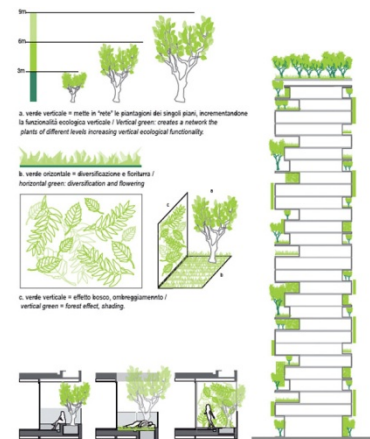 9m
6m
3m
a. verde verticale = mette in "rete" le piantagioni dei singoli piani, incrementandone
la funzionalità ecologica verticale / Vertical green: creates a network the
plants of different levels increasing vertical ecological functionality.
b. verde orizontale = diversificazione e fioritura /
horizontal green: diversification and flowering
c
a
b
c. verde verticale = effetto bosco, ombreggiamento /
vertical green = forest effect, shading.